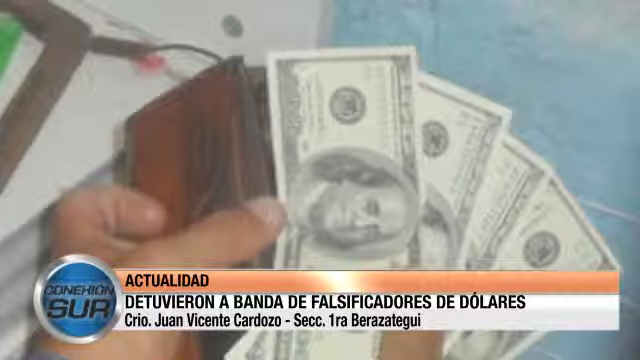 ACTUALIDAD
DETUVIERON A BANDA DE FALSIFICADORES DE DÓLARES
Crio. Juan Vicente Cardozo - Secc. 1ra Berazategui
CONEXION
SUR